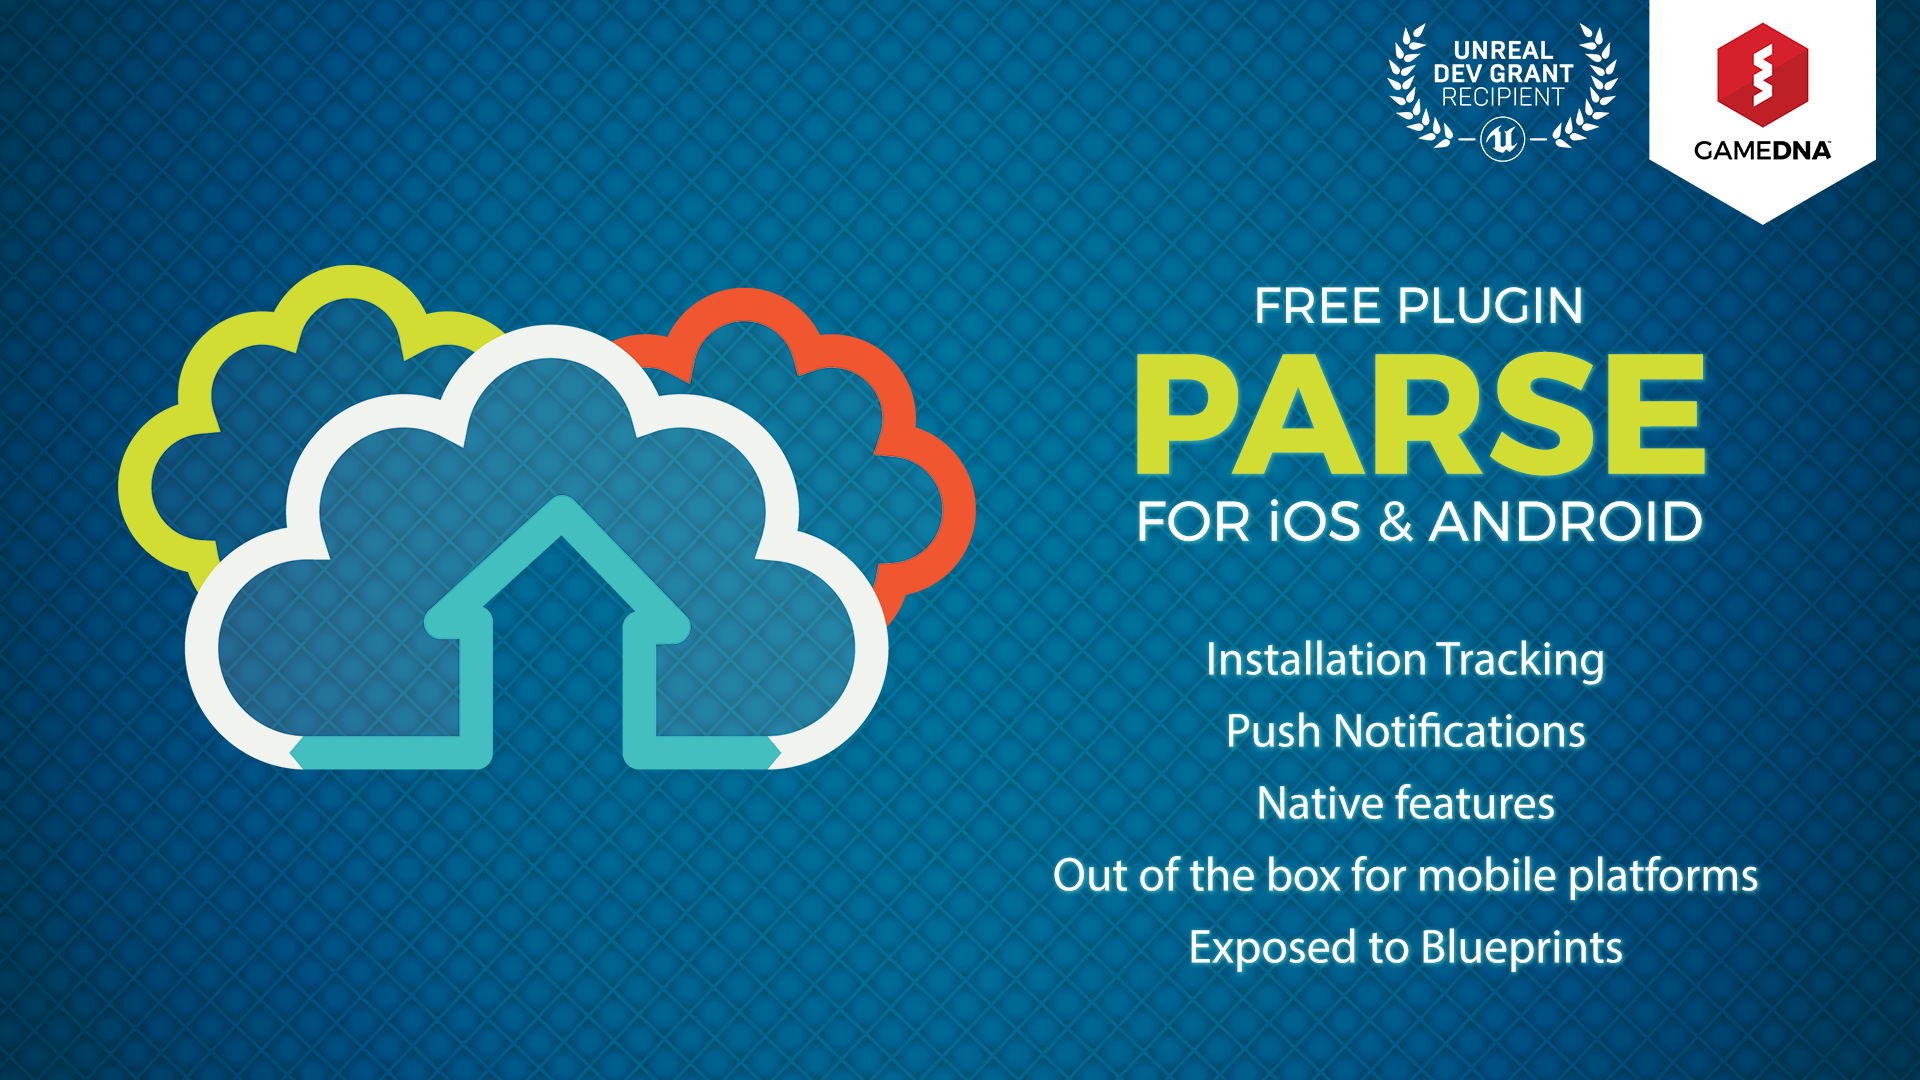 UNREAL
DEV GRANT
RECIPIENT
GAMEDNA™
FREE PLUGIN
PARSE
FOR iOS & ANDROID
Installation Tracking
Push Notifications
Native features
Out of the box for mobile platforms
Exposed to Blueprints